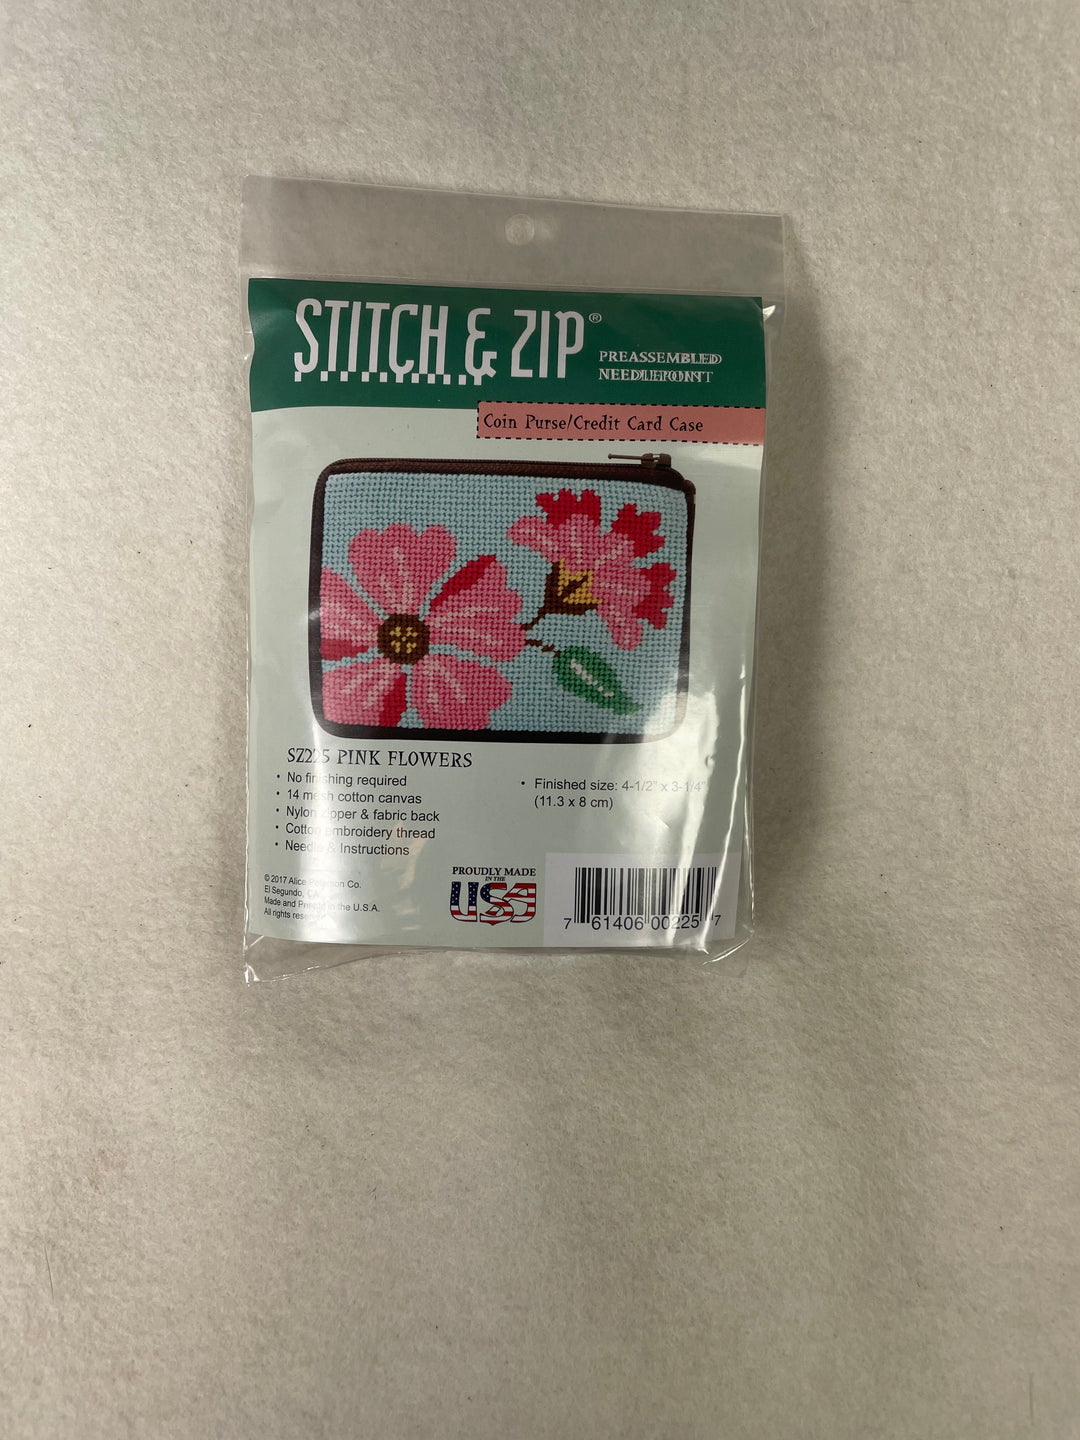 STITCH & ZIP®
PREASSEMBLED
NEEDLEPOINT
Coin Purse/Credit Card Case
SZ225 PINK FLOWERS
• No finishing required
• 14 mesh cotton canvas
• Nylon zipper & fabric back
• Cotton embroidery thread
• Needle & Instructions
• Finished size: 4-1/2" x 3-1/4"
(11.3 x 8 cm)
© 2017 Alice Peterson Co.
El Segundo, CA
Made and Printed in the U.S.A.
All rights reserved
PROUDLY MADE
IN THE
USA
7 61406 00225 7